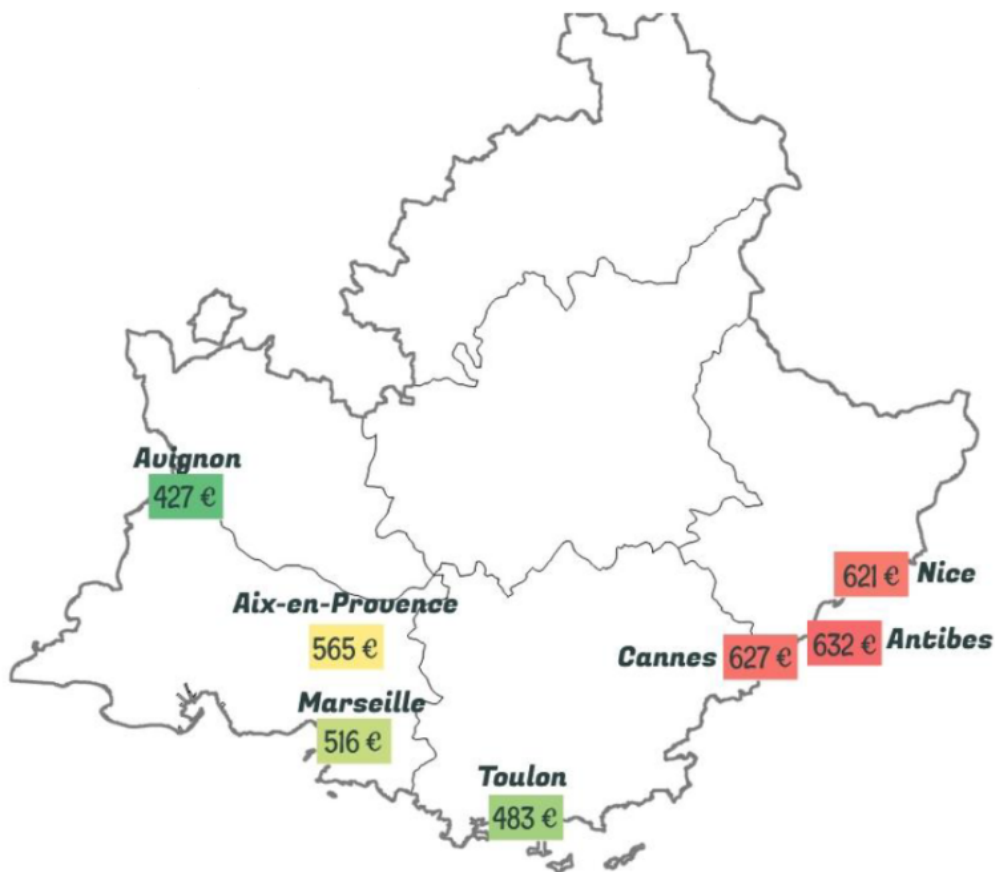 Avignon
427 €
621 € Nice
Aix-en-Provence
565 €
632 € Antibes
Cannes 627 €
Marseille
516 €
Toulon
483 €